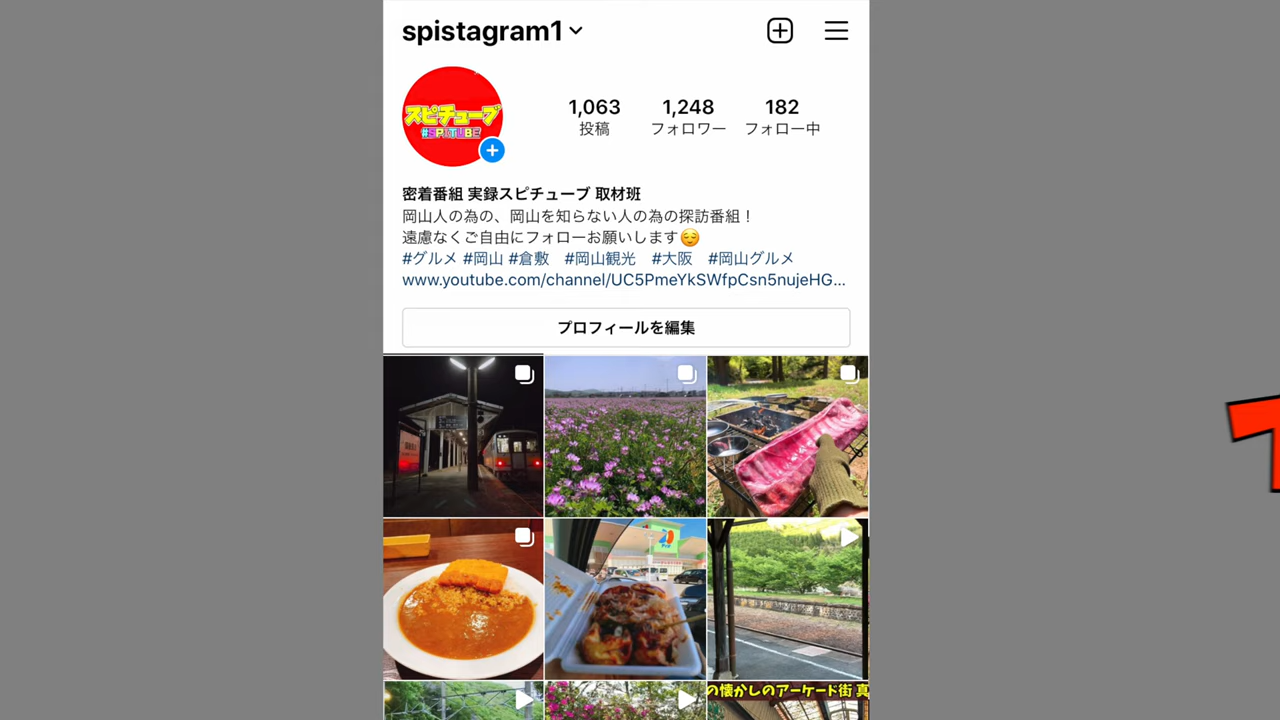 spistagram1
スピチューブ
#SPITUBE
1,063
投稿
1,248
フォロワー
182
フォロー中
密着番組 実録スピチューブ 取材班
岡山人の為の、岡山を知らない人の為の探訪番組！
遠慮なくご自由にフォローお願いします😌
#グルメ #岡山 #倉敷　#岡山観光　#大阪　#岡山グルメ
www.youtube.com/channel/UC5PmeYkSWfpCsn5nujeHG...
プロフィールを編集
の懐かしのアーケード街 真